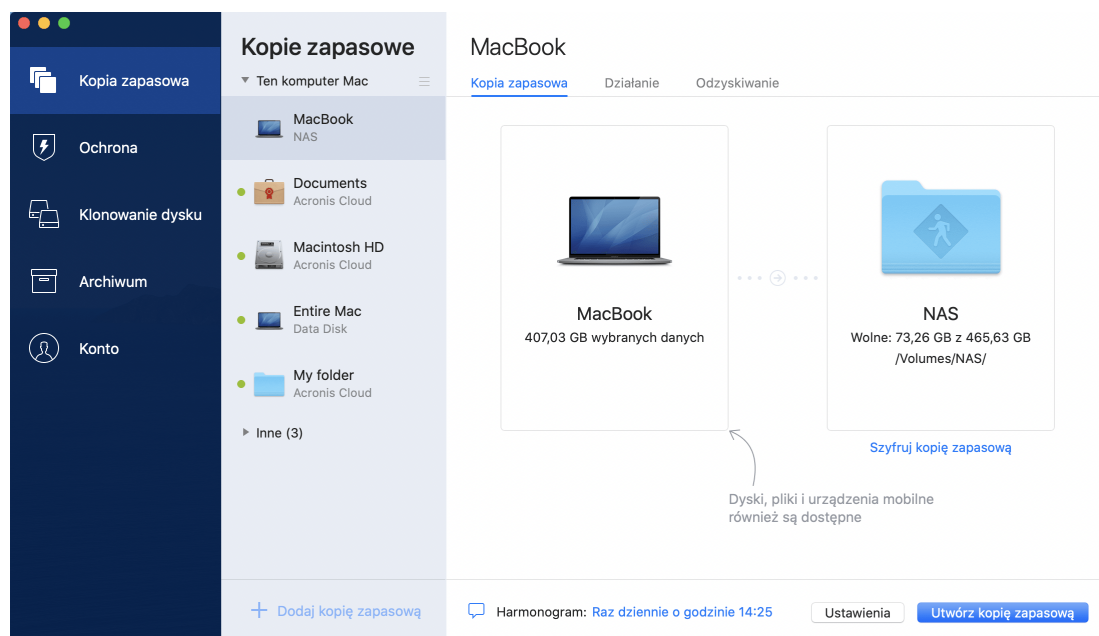 Kopia zapasowa
Ochrona
Klonowanie dysku
Archiwum
Konto
Kopie zapasowe
Ten komputer Mac
MacBook
NAS
Documents
Acronis Cloud
Macintosh HD
Acronis Cloud
Entire Mac
Data Disk
My folder
Acronis Cloud
Inne (3)
Dodaj kopię zapasową
MacBook
Kopia zapasowa
Działanie
Odzyskiwanie
MacBook
407,03 GB wybranych danych
NAS
Wolne: 73,26 GB z 465,63 GB
/Volumes/NAS/
Szyfruj kopię zapasową
Dyski, pliki i urządzenia mobilne
również są dostępne
Harmonogram: Raz dziennie o godzinie 14:25
Ustawienia
Utwórz kopię zapasową